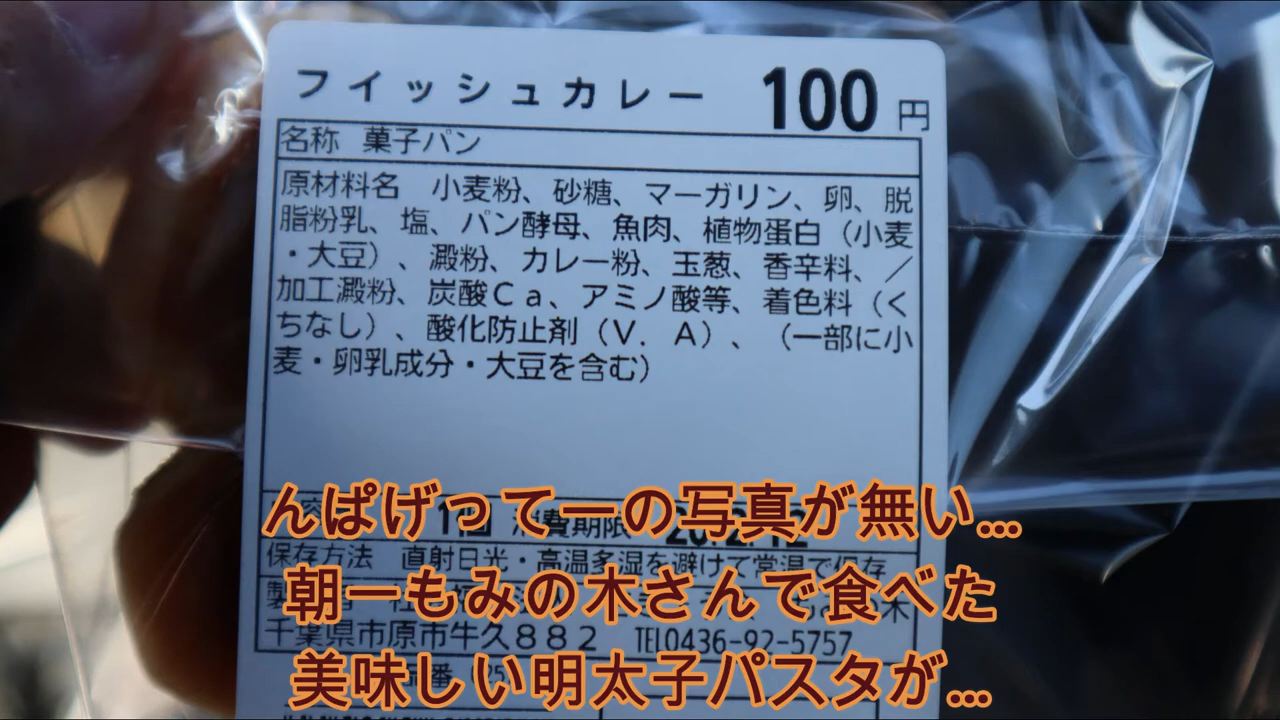 フイッシュカレー 100円
名称 菓子パン
原材料名 小麦粉、砂糖、マーガリン、卵、脱
脂粉乳、塩、パン酵母、魚肉、植物蛋白（小麦
・大豆）、澱粉、カレー粉、玉葱、香辛料、／
加工澱粉、炭酸Ｃａ、アミノ酸等、着色料（く
ちなし）、酸化防止剤（Ｖ．Ａ）、（一部に小
麦・卵乳成分・大豆を含む）
1個 消費期限
んぱげって一の写真が無い...
保存方法 直射日光・高温多湿を避けて常温で保存
朝一もみの木さんで食べた
千葉県市原市牛久８８２ TEL0436-92-5757
美味しい明太子パスタが...